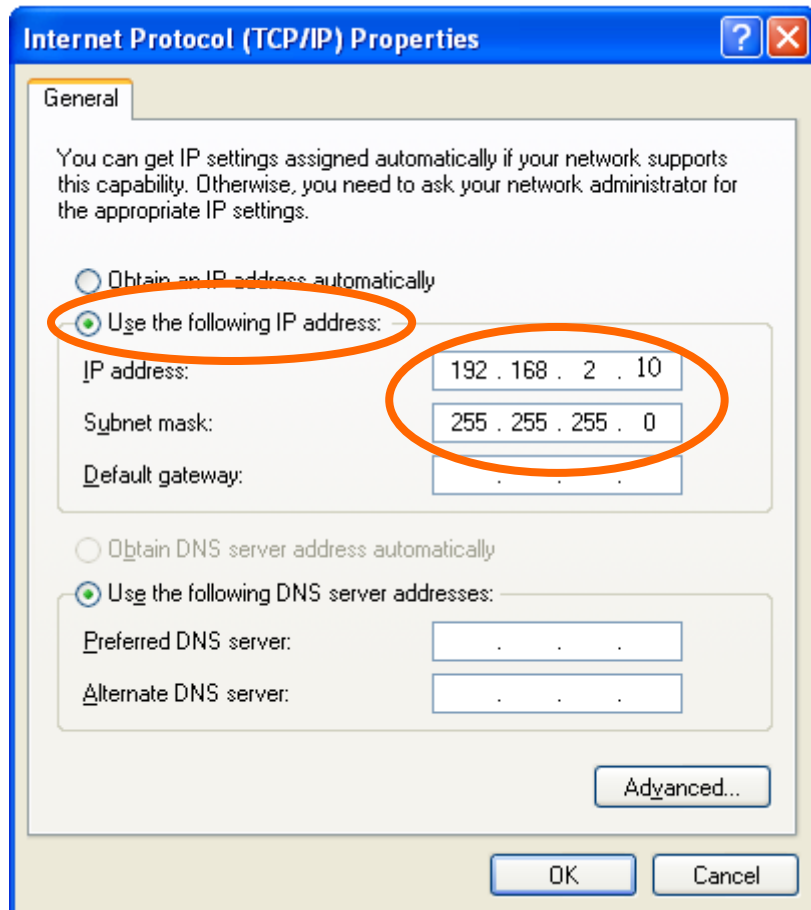 Internet Protocol (TCP/IP) Properties
General
You can get IP settings assigned automatically if your network supports
this capability. Otherwise, you need to ask your network administrator for
the appropriate IP settings.
Obtain an IP address automatically
Use the following IP address:
IP address: 192 . 168 . 2 . 10
Subnet mask: 255 . 255 . 255 . 0
Default gateway: . . .
Obtain DNS server address automatically
Use the following DNS server addresses:
Preferred DNS server: . . .
Alternate DNS server: . . .
Advanced...
OK Cancel